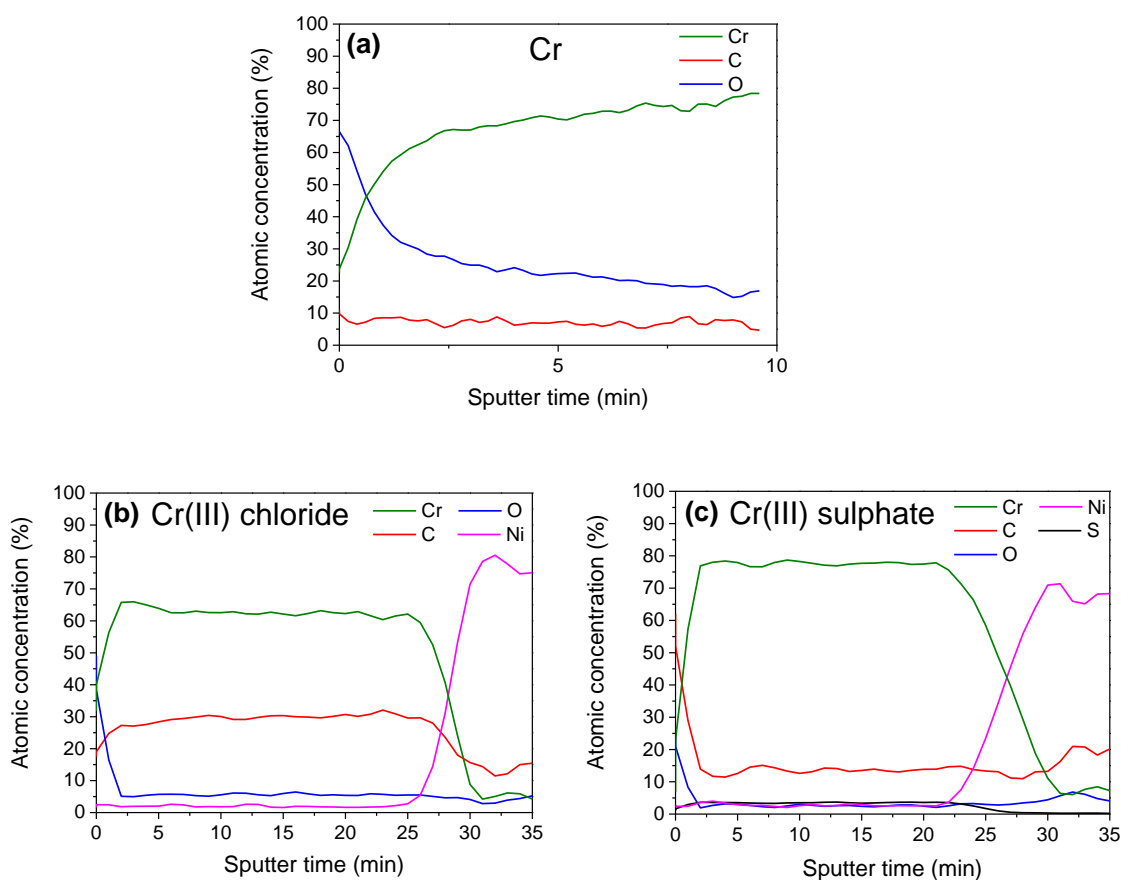 (a) Cr
Cr
C
O
Atomic concentration (%)
100
90
80
70
60
50
40
30
20
10
0
0 5 10
Sputter time (min)
(b) Cr(III) chloride
Cr O
C Ni
Atomic concentration (%)
100
90
80
70
60
50
40
30
20
10
0
0 5 10 15 20 25 30 35
Sputter time (min)
(c) Cr(III) sulphate
Cr Ni
C S
O
Atomic concentration (%)
100
90
80
70
60
50
40
30
20
10
0
0 5 10 15 20 25 30 35
Sputter time (min)